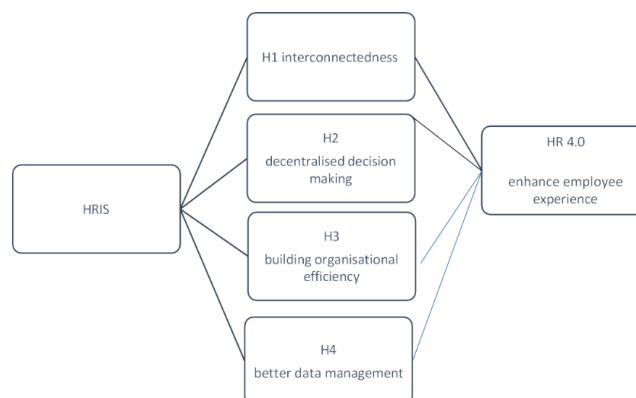 H1 interconnectedness
H2
decentralised decision
making
HR 4.0
enhance employee
experience
HRIS
H3
building organisational
efficiency
H4
better data management